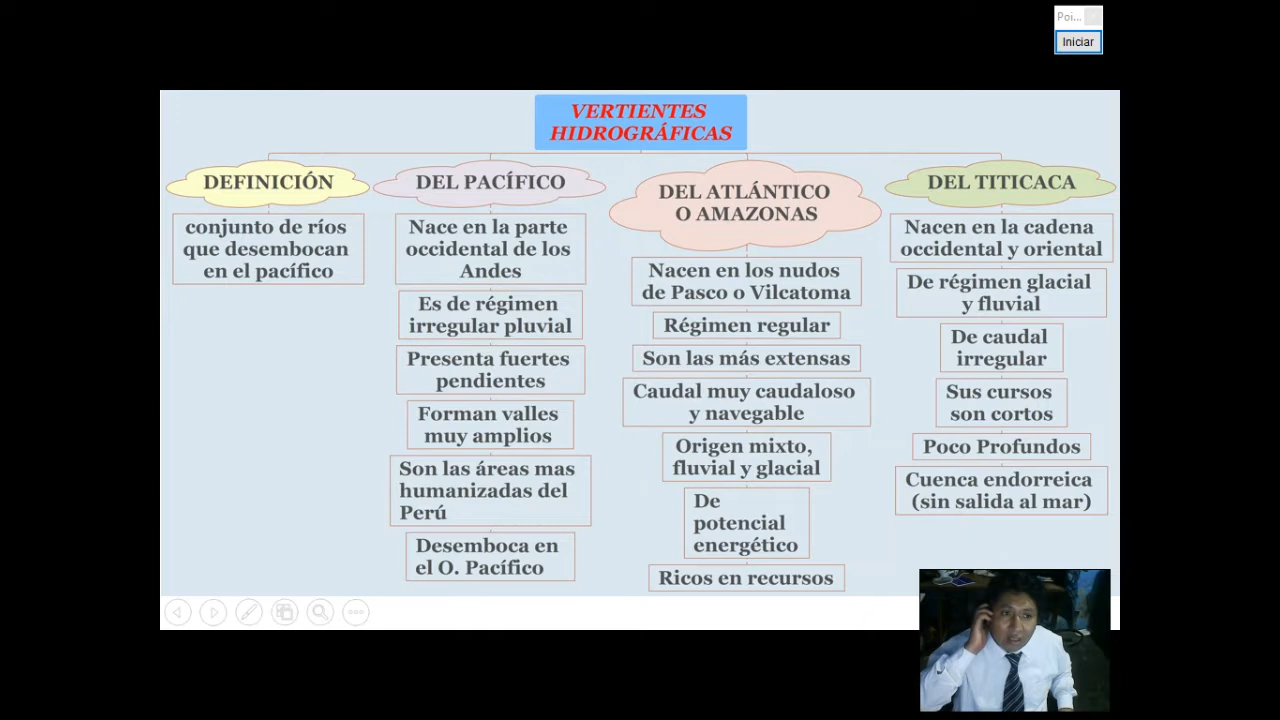 Poi...
Iniciar
VERTIENTES
HIDROGRÁFICAS
DEFINICIÓN
conjunto de ríos
que desembocan
en el pacífico
DEL PACÍFICO
Nace en la parte
occidental de los
Andes
Es de régimen
irregular pluvial
Presenta fuertes
pendientes
Forman valles
muy amplios
Son las áreas mas
humanizadas del
Perú
Desemboca en
el O. Pacífico
DEL ATLÁNTICO
O AMAZONAS
Nacen en los nudos
de Pasco o Vilcatoma
Régimen regular
Son las más extensas
Caudal muy caudaloso
y navegable
Origen mixto,
fluvial y glacial
De
potencial
energético
Ricos en recursos
DEL TITICACA
Nacen en la cadena
occidental y oriental
De régimen glacial
y fluvial
De caudal
irregular
Sus cursos
son cortos
Poco Profundos
Cuenca endorreica
(sin salida al mar)